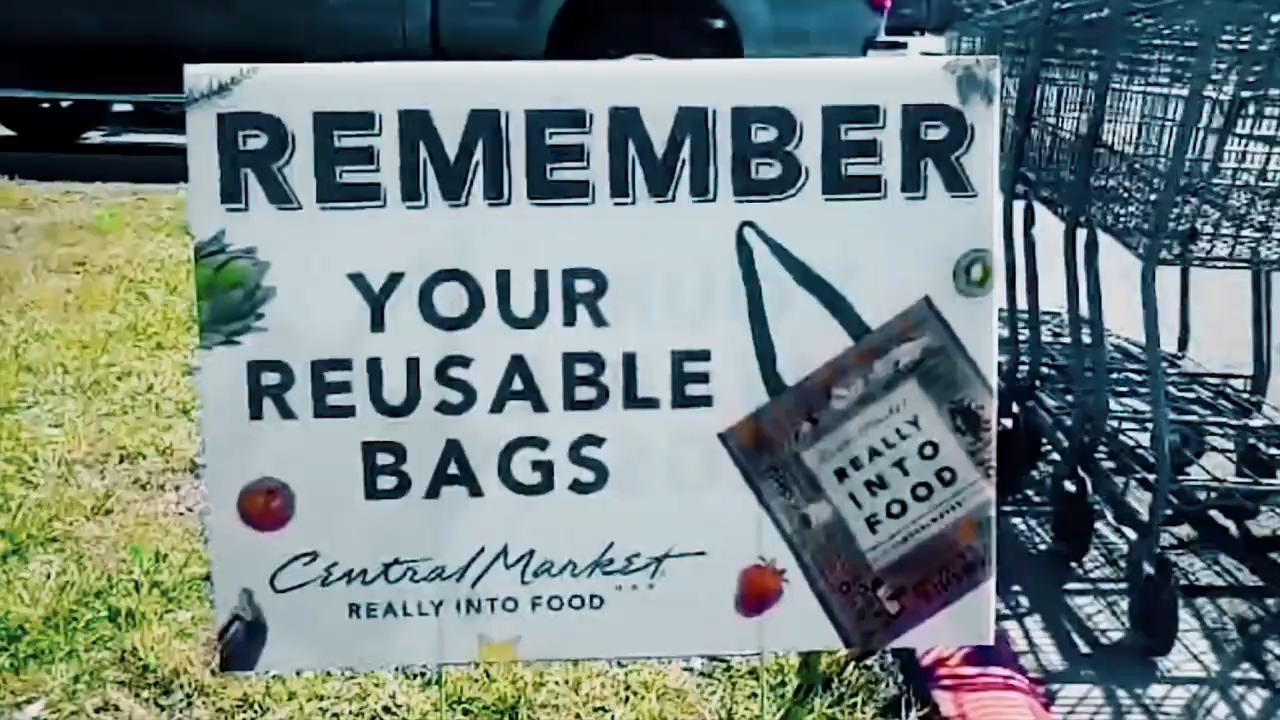 REMEMBER
YOUR
REUSABLE
BAGS
Central Market
REALLY INTO FOOD
REALLY
INTO
FOOD